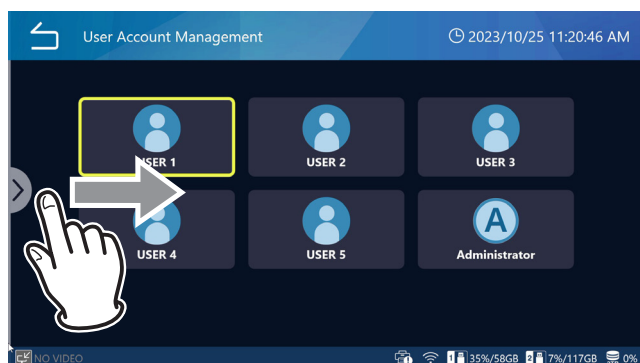 User Account Management
2023/10/25 11:20:46 AM
USER 1
USER 2
USER 3
USER 4
USER 5
A
Administrator
NO VIDEO
1 35%/58GB 2 7%/117GB 0%